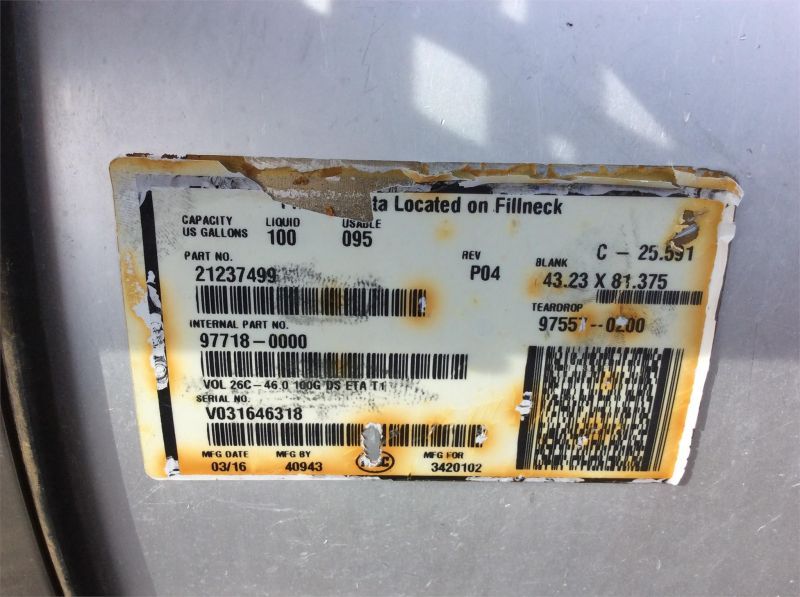 ta Located on Fillneck
CAPACITY
US GALLONS
LIQUID
100
USABLE
095
PART NO.
21237499
REV
P04
BLANK
C - 25.591
43.23 X 81.375
INTERNAL PART NO.
97718-0000
TEARDROP
VOL 26C-46.0 100G DS ETA T1
SERIAL NO.
V031646318
MFG DATE
03/16
MFG BY
40943
MFG FOR
3420102